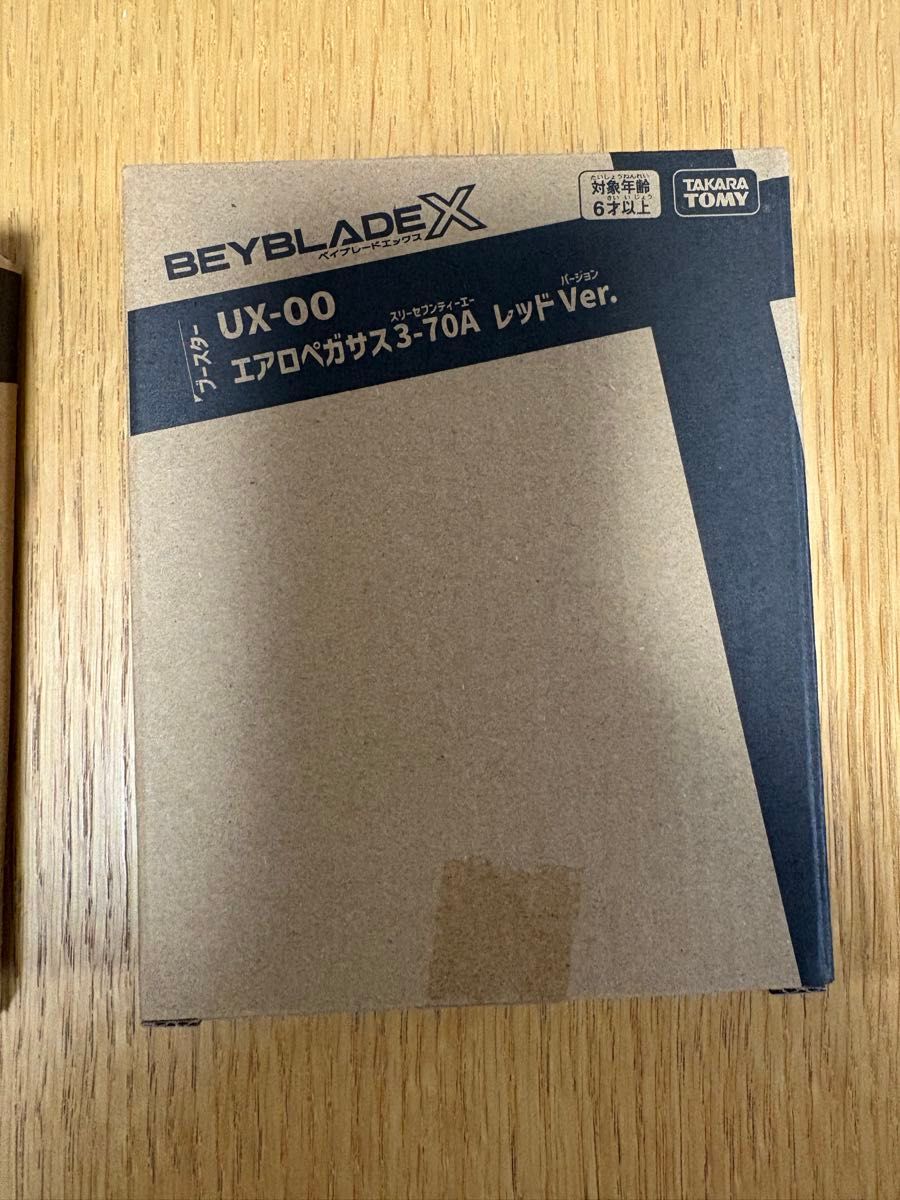 BEYBLADE X
ベイブレードエックス
たいしょうねんれい
対象年齢
さい いじょう
6才以上
TAKARA
TOMY
ブースター
UX-00
スリーセブンティーエー
バージョン
エアロペガサス3-70A レッドVer.